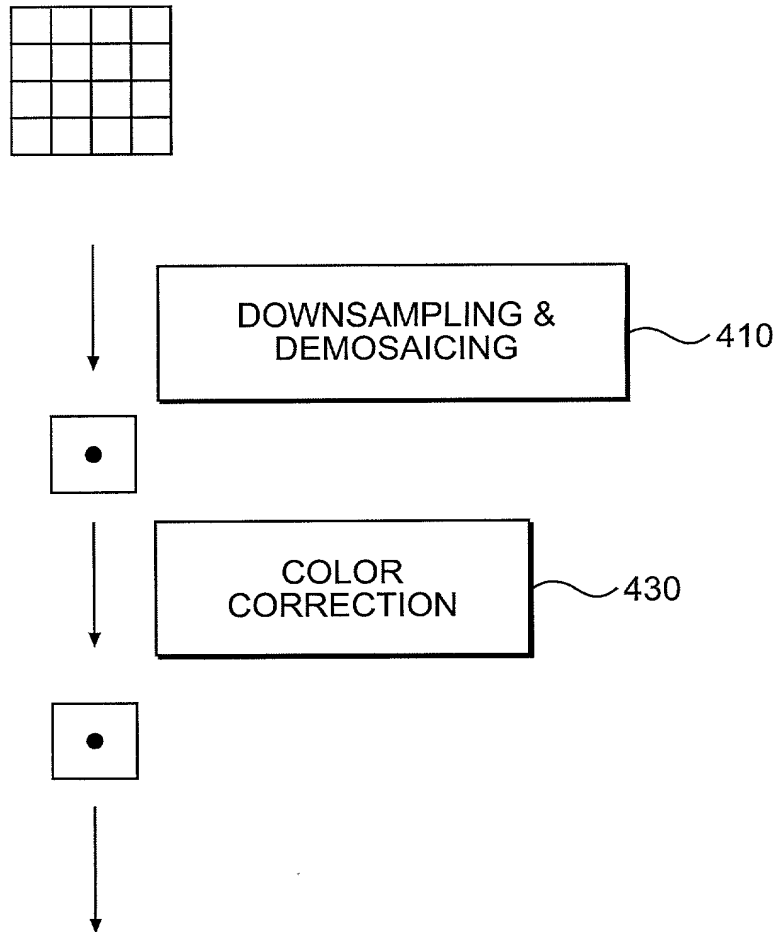 DOWNSAMPLING &
DEMOSAICING
410
COLOR
CORRECTION
430